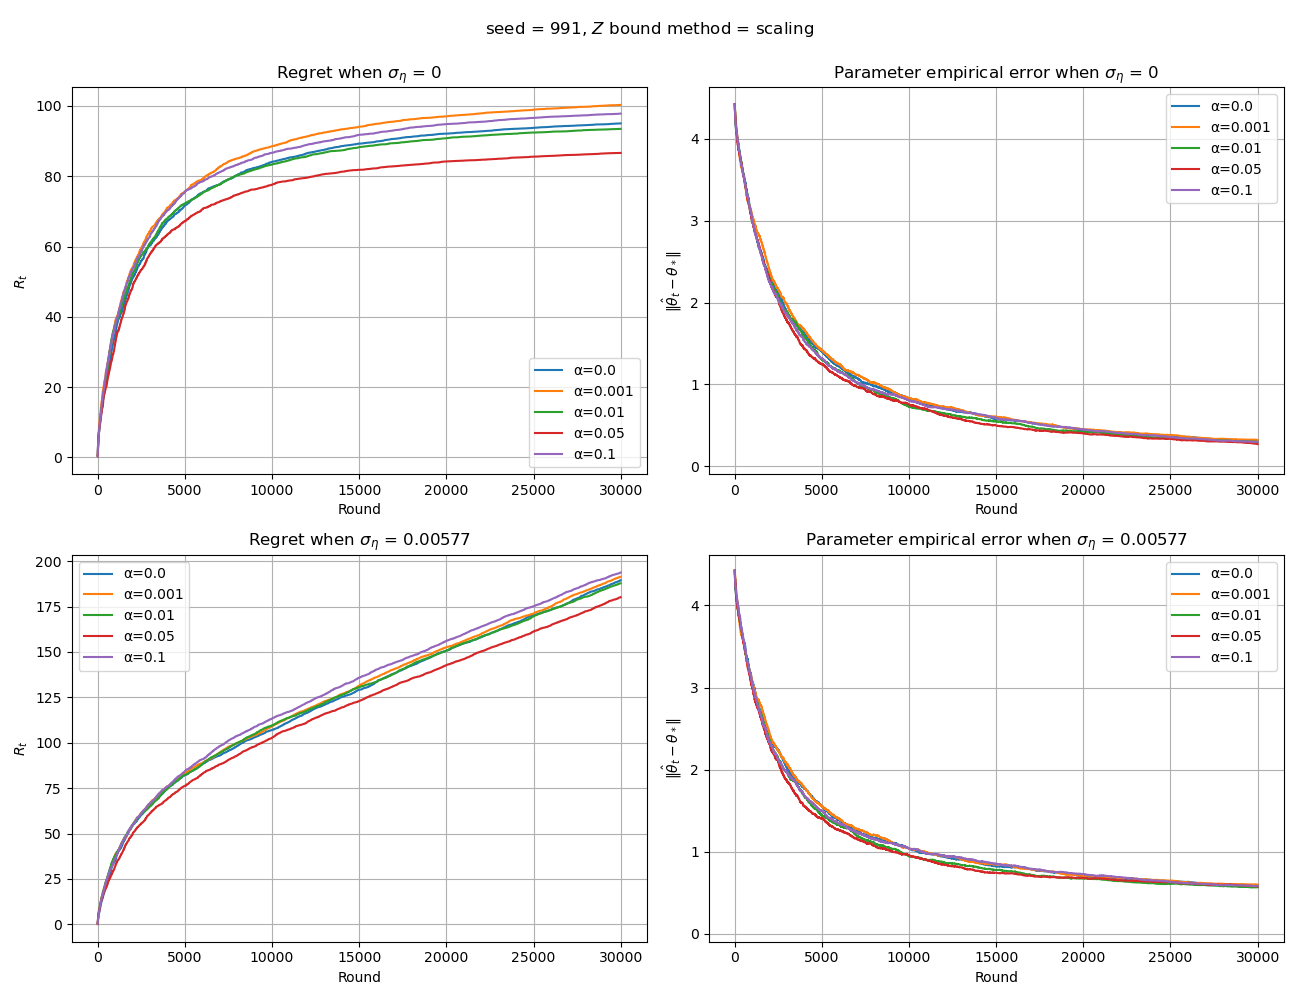 seed = 991, Z bound method = scaling
Regret when σ_η = 0
100
80
60
40
20
0
R_t
0 5000 10000 15000 20000 25000 30000
Round
α=0.0
α=0.001
α=0.01
α=0.05
α=0.1
Parameter empirical error when σ_η = 0
4
3
2
1
0
‖θ̂_t − θ_*‖
0 5000 10000 15000 20000 25000 30000
Round
α=0.0
α=0.001
α=0.01
α=0.05
α=0.1
Regret when σ_η = 0.00577
200
175
150
125
100
75
50
25
0
R_t
0 5000 10000 15000 20000 25000 30000
Round
α=0.0
α=0.001
α=0.01
α=0.05
α=0.1
Parameter empirical error when σ_η = 0.00577
4
3
2
1
0
‖θ̂_t − θ_*‖
0 5000 10000 15000 20000 25000 30000
Round
α=0.0
α=0.001
α=0.01
α=0.05
α=0.1